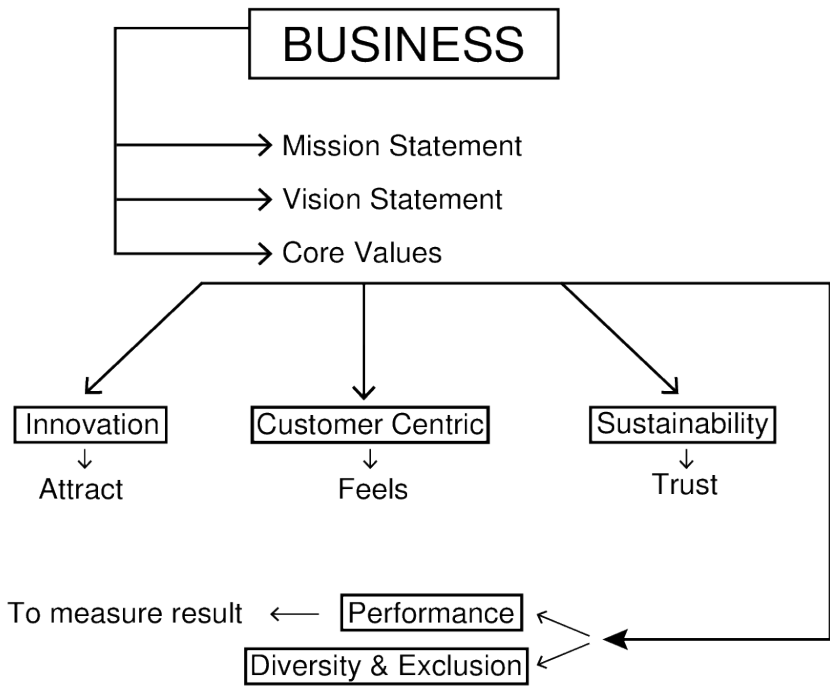 BUSINESS
Mission Statement
Vision Statement
Core Values
Innovation
Customer Centric
Sustainability
Attract
Feels
Trust
To measure result
Performance
Diversity & Exclusion